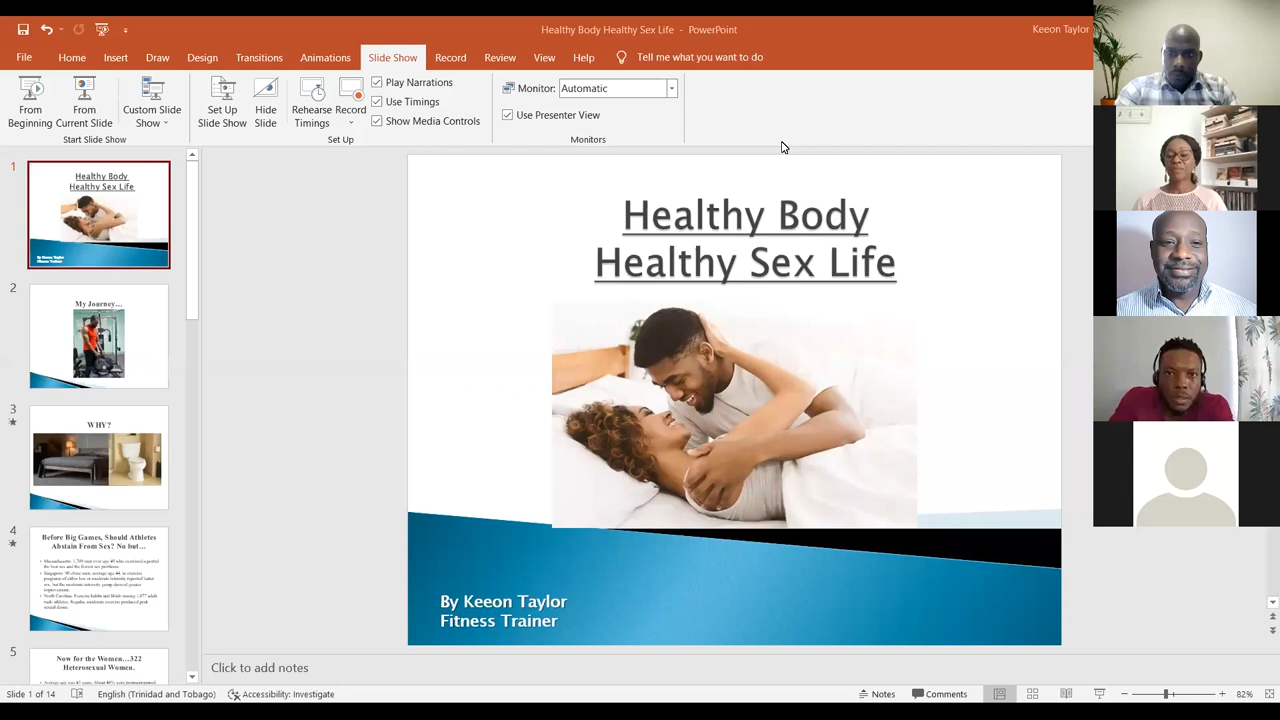 Healthy Body Healthy Sex Life - PowerPoint
Keeon Taylor
File Home Insert Draw Design Transitions Animations Slide Show Record Review View Help Tell me what you want to do
From Beginning
From Current Slide
Custom Slide Show
Start Slide Show
Set Up Slide Show
Hide Slide
Rehearse Timings
Record
Play Narrations
Use Timings
Show Media Controls
Set Up
Monitor: Automatic
Use Presenter View
Monitors
1
Healthy Body
Healthy Sex Life
By Keeon Taylor
Fitness Trainer
2
My Journey...
3
WHY?
4
Before Big Games, Should Athletes
Abstain From Sex? No but...
5
Now for the Women...322
Heterosexual Women.
Healthy Body
Healthy Sex Life
By Keeon Taylor
Fitness Trainer
Click to add notes
Slide 1 of 14 English (Trinidad and Tobago) Accessibility: Investigate Notes Comments 82%